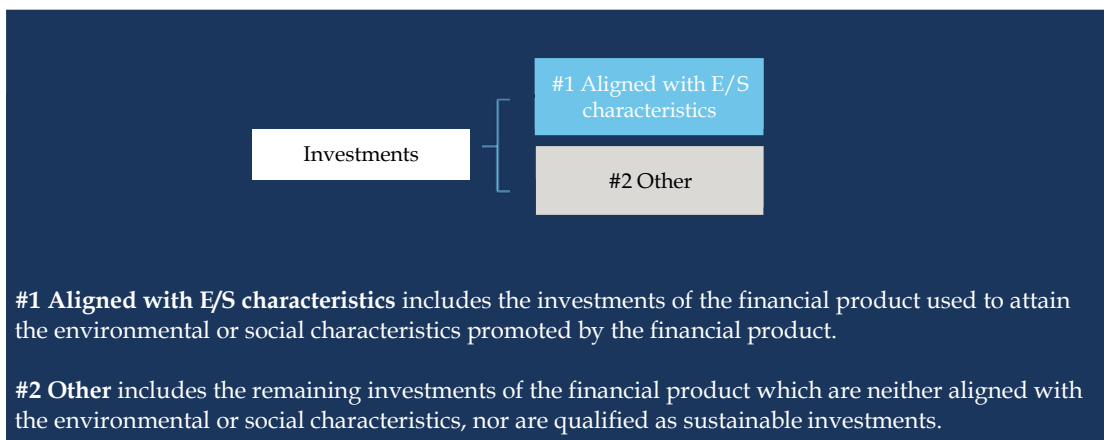 #1 Aligned with E/S
characteristics
Investments
#2 Other
#1 Aligned with E/S characteristics includes the investments of the financial product used to attain
the environmental or social characteristics promoted by the financial product.
#2 Other includes the remaining investments of the financial product which are neither aligned with
the environmental or social characteristics, nor are qualified as sustainable investments.